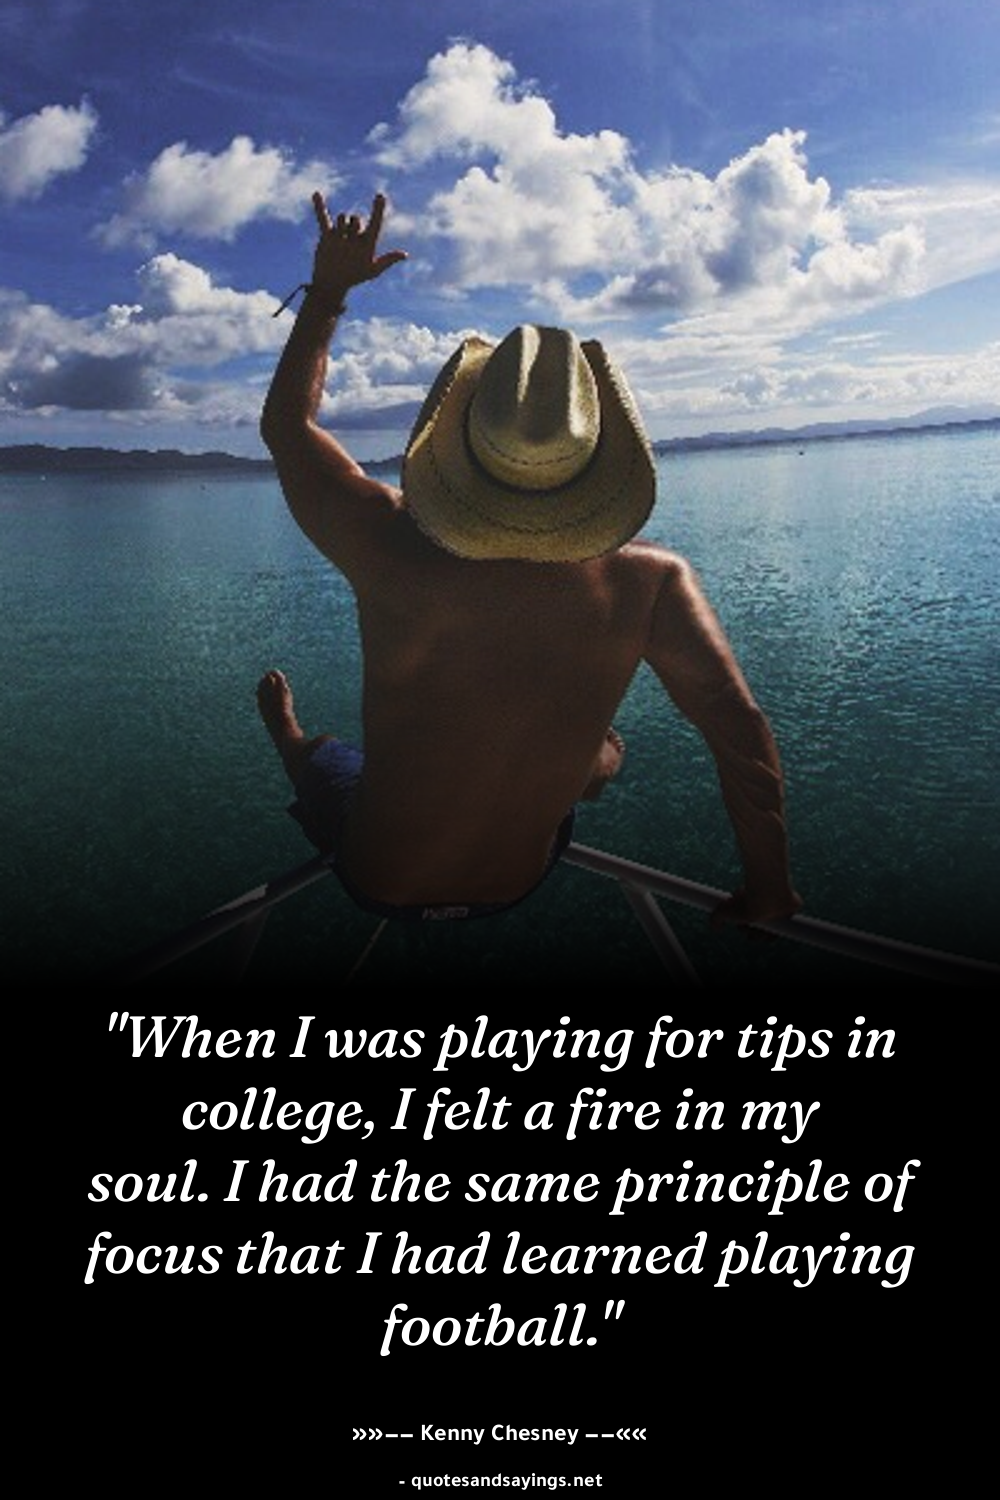 "When I was playing for tips in
college, I felt a fire in my
soul. I had the same principle of
focus that I had learned playing
football."
»»−− Kenny Chesney −−««
- quotesandsayings.net